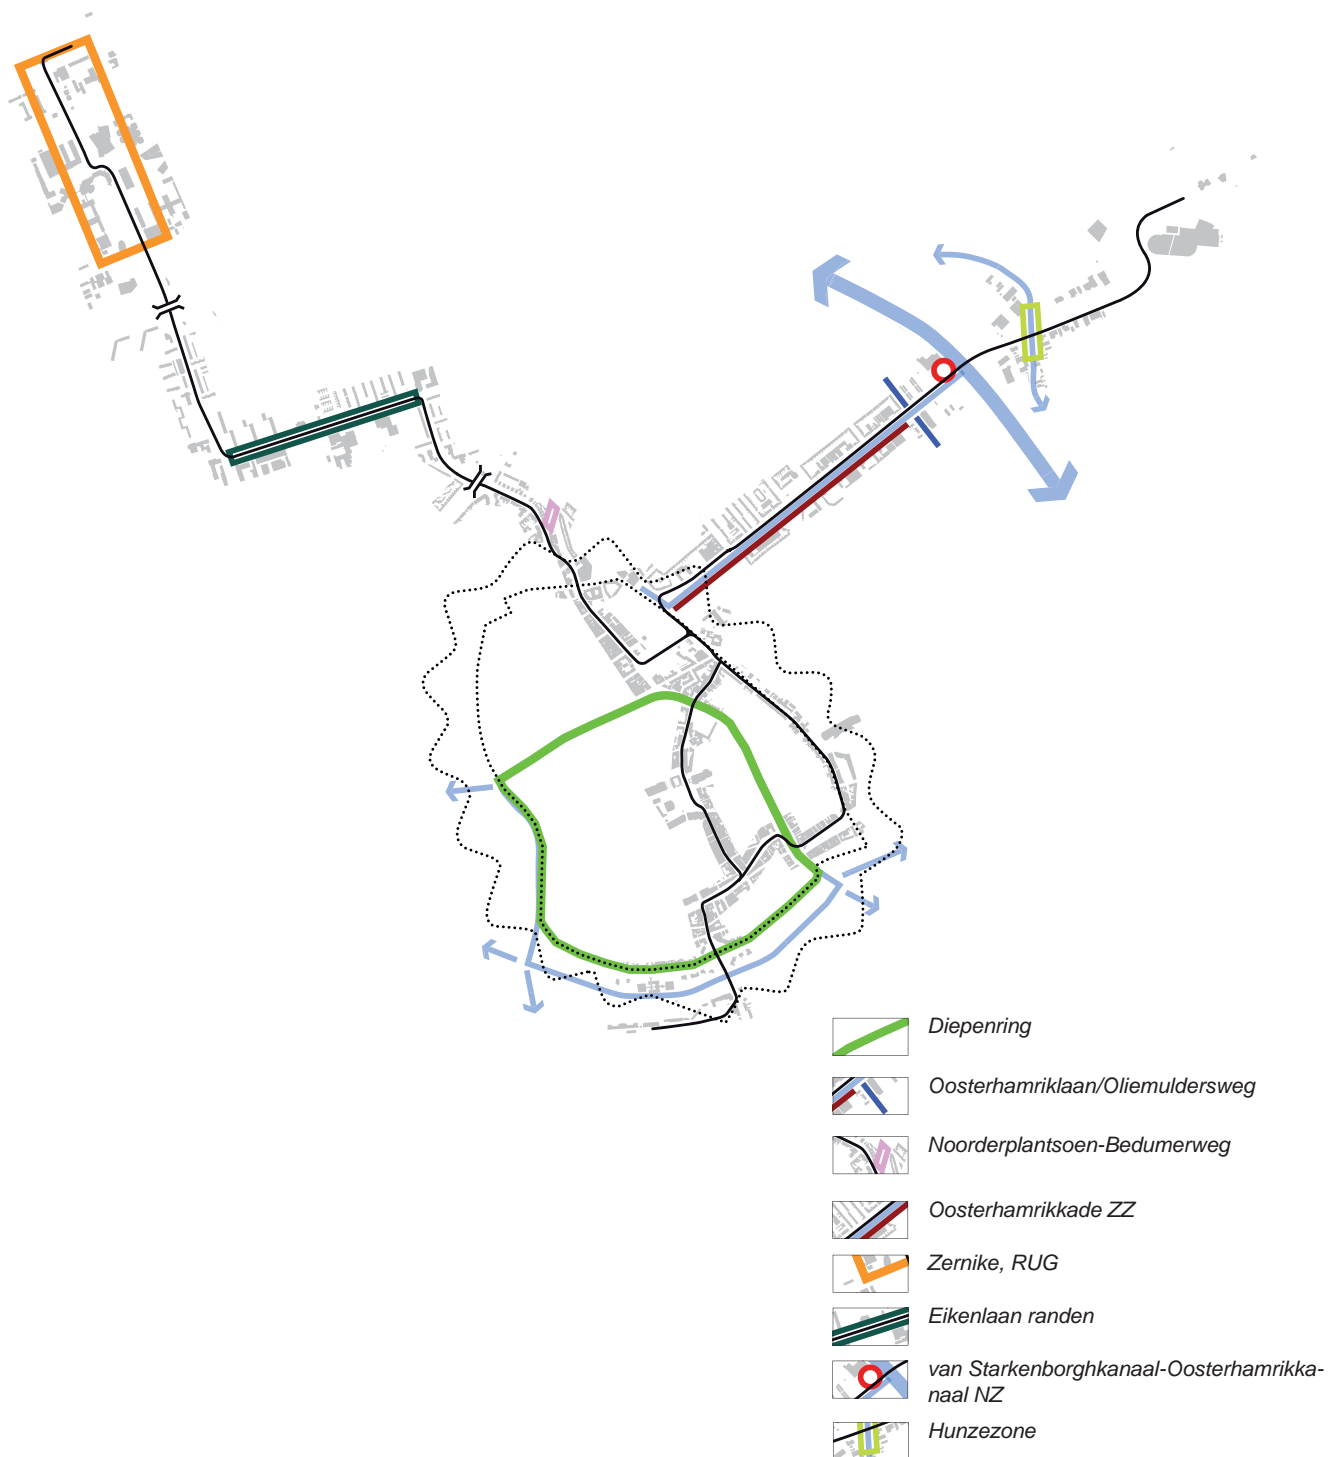 Diepenring
Oosterhamriklaan/Oliemuldersweg
Noorderplantsoen-Bedumerweg
Oosterhamrikkade ZZ
Zernike, RUG
Eikenlaan randen
van Starkenborghkanaal-Oosterhamrikka-
naal NZ
Hunzezone